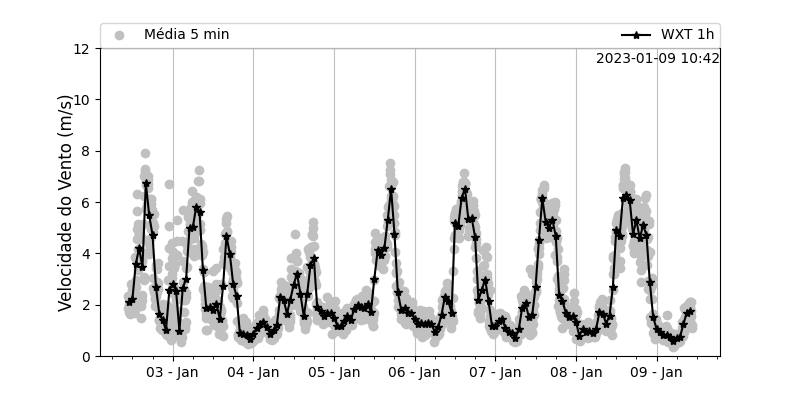 Média 5 min
WXT 1h
2023-01-09 10:42
Velocidade do Vento (m/s)
12
10
8
6
4
2
0
03 - Jan 04 - Jan 05 - Jan 06 - Jan 07 - Jan 08 - Jan 09 - Jan